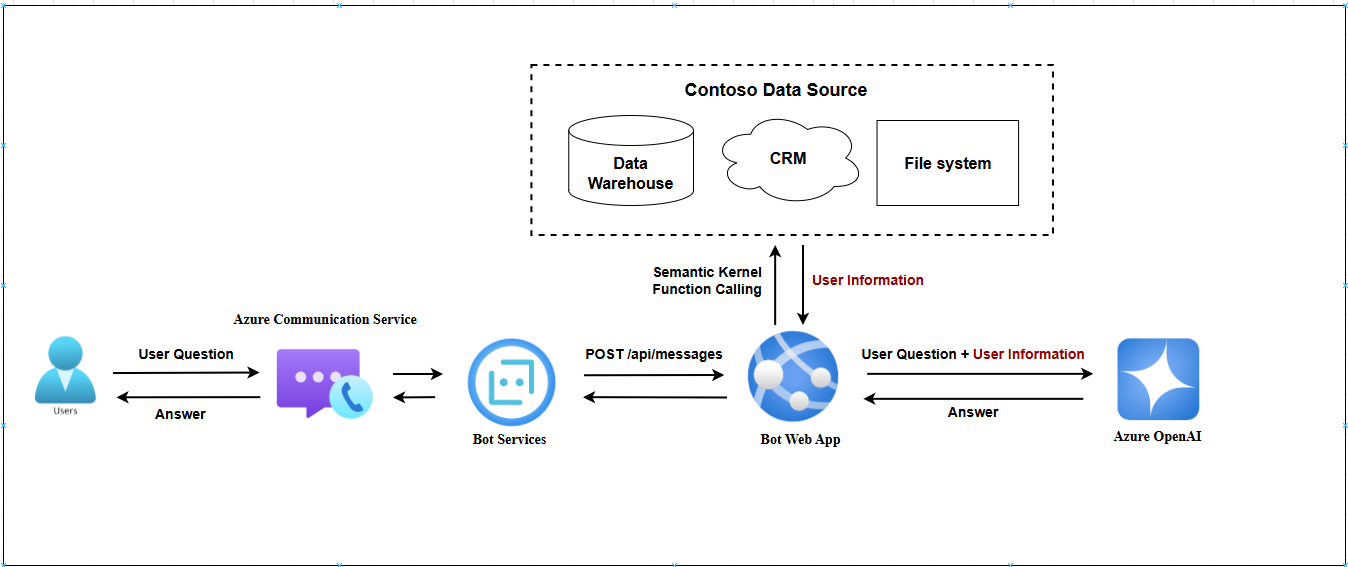 Contoso Data Source
Data
Warehouse
CRM
File system
Semantic Kernel
Function Calling
User Information
Azure Communication Service
User Question
Answer
Users
POST /api/messages
User Question + User Information
Answer
Bot Services
Bot Web App
Azure OpenAI